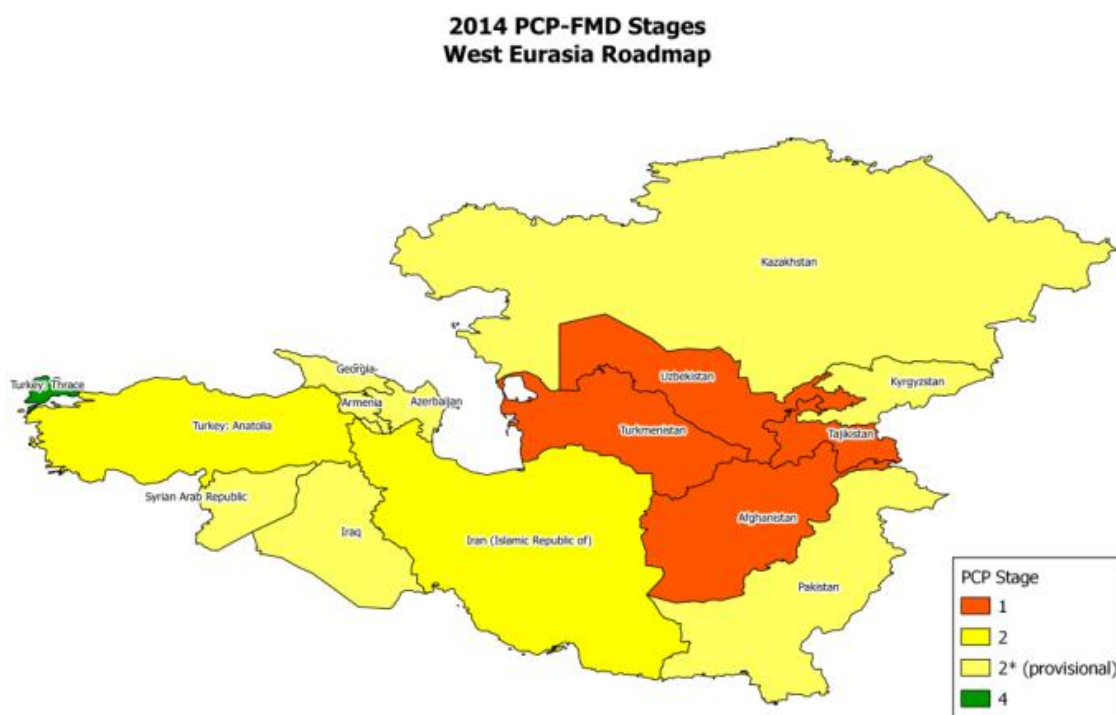 2014 PCP-FMD Stages
West Eurasia Roadmap
Kazakhstan
Georgia
Turkey: Thrace
Armenia
Azerbaijan
Uzbekistan
Kyrgyzstan
Turkey: Anatolia
Turkmenistan
Tajikistan
Syrian Arab Republic
Iraq
Iran (Islamic Republic of)
Afghanistan
Pakistan
PCP Stage
1
2
2* (provisional)
4